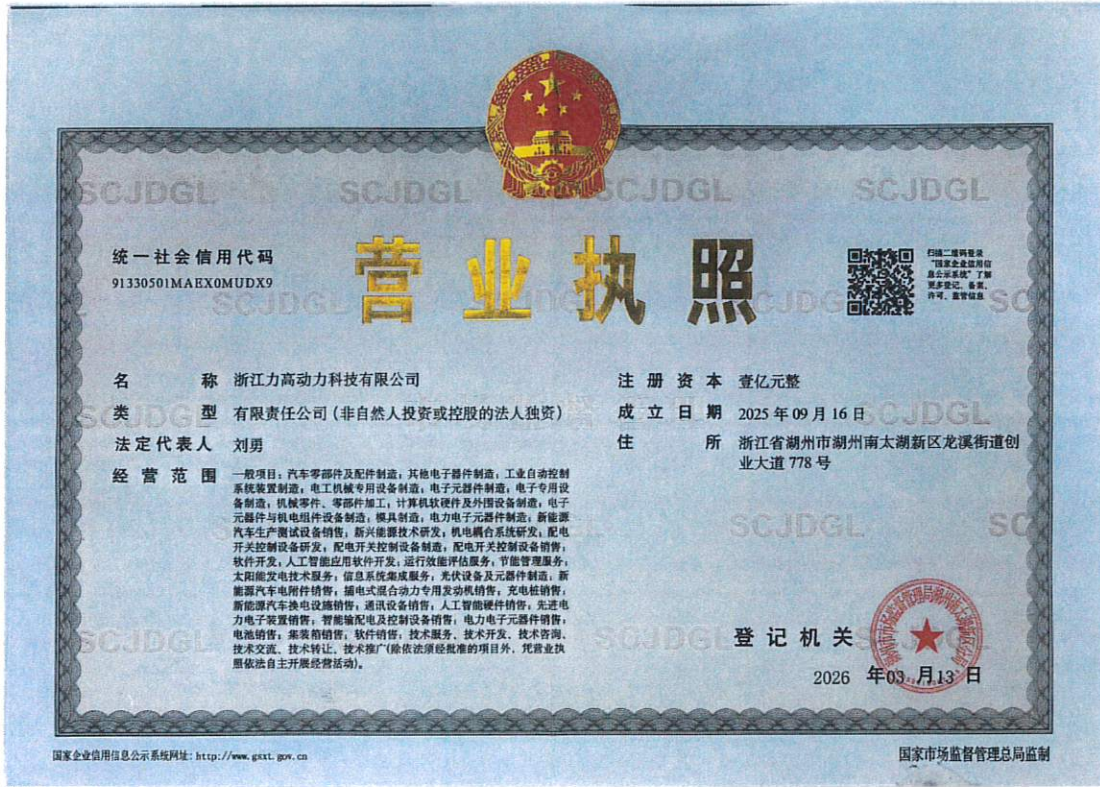 统一社会信用代码
91330501MAEX0MUDX9
营业执照
扫描二维码登录
“国家企业信用信
息公示系统”了解
更多登记、备案、
许可、监管信息
名称 浙江力高动力科技有限公司
类型 有限责任公司（非自然人投资或控股的法人独资）
法定代表人 刘勇
经营范围 一般项目：汽车零部件及配件制造；其他电子器件制造；工业自动控制
系统装置制造；电工机械专用设备制造；电子元器件制造；电子专用设
备制造；机械零件、零部件加工；计算机软硬件及外围设备制造；电子
元器件与机电组件设备制造；模具制造；电力电子元器件制造；新能源
汽车生产测试设备销售；新兴能源技术研发；机电耦合系统研发；配电
开关控制设备研发；配电开关控制设备制造；配电开关控制设备销售；
软件开发；人工智能应用软件开发；运行效能评估服务；节能管理服务；
太阳能发电技术服务；信息系统集成服务；光伏设备及元器件制造；新
能源汽车电附件销售；插电式混合动力专用发动机销售；充电桩销售；
新能源汽车换电设施销售；通讯设备销售；人工智能硬件销售；先进电
力电子装置销售；智能输配电及控制设备销售；电力电子元器件销售；
电池销售；集装箱销售；软件销售；技术服务、技术开发、技术咨询、
技术交流、技术转让、技术推广(除依法须经批准的项目外，凭营业执
照依法自主开展经营活动)。
注册资本 壹亿元整
成立日期 2025年09月16日
住所 浙江省湖州市湖州南太湖新区龙溪街道创
业大道778号
登记机关
2026 年03 月13 日
国家企业信用信息公示系统网址：http://www.gsxt.gov.cn
国家市场监督管理总局监制
SCJDGL